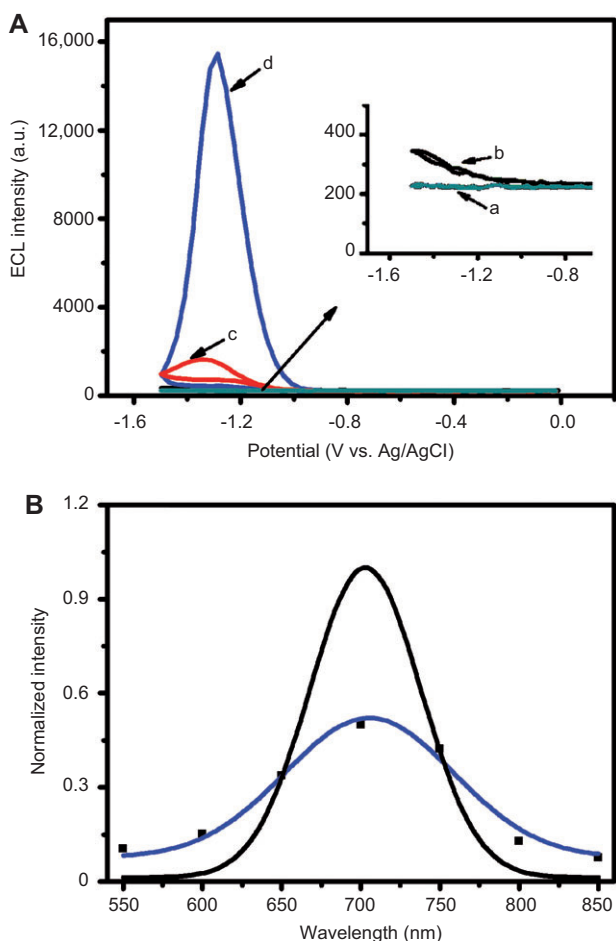 A
ECL intensity (a.u.)
16,000
12,000
8000
4000
0
d
c
400
200
0
b
a
-1.6 -1.2 -0.8
-1.6 -1.2 -0.8 -0.4 0.0
Potential (V vs. Ag/AgCl)
B
Normalized intensity
1.2
0.9
0.6
0.3
0
550 600 650 700 750 800 850
Wavelength (nm)